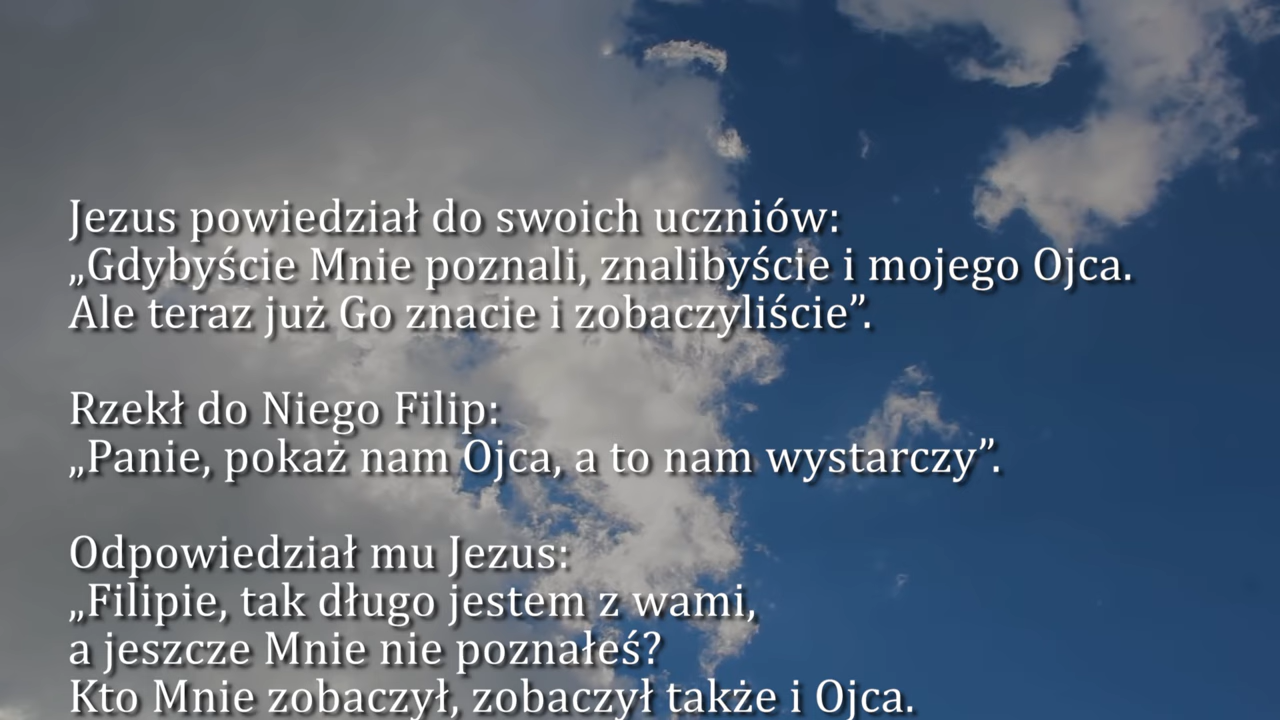 Jezus powiedział do swoich uczniów:
„Gdybyście Mnie poznali, znalibyście i mojego Ojca.
Ale teraz już Go znacie i zobaczyliście”.
Rzekł do Niego Filip:
„Panie, pokaż nam Ojca, a to nam wystarczy”.
Odpowiedział mu Jezus:
„Filipie, tak długo jestem z wami,
a jeszcze Mnie nie poznałeś?
Kto Mnie zobaczył, zobaczył także i Ojca.